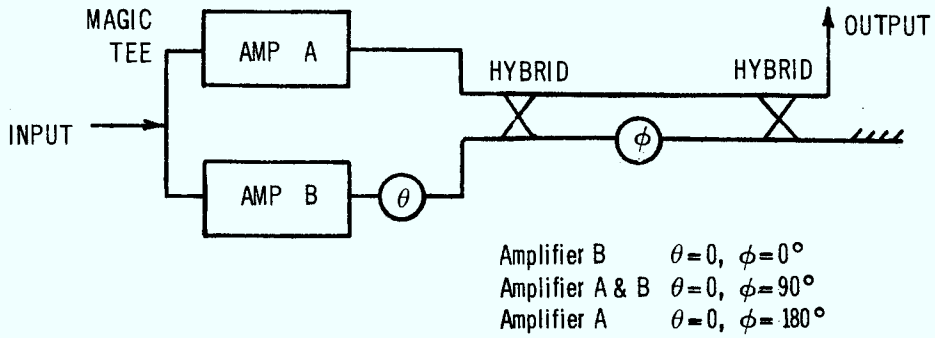 MAGIC
TEE
AMP A
OUTPUT
HYBRID
HYBRID
INPUT
ϕ
AMP B
θ
Amplifier B θ=0, ϕ=0°
Amplifier A & B θ=0, ϕ=90°
Amplifier A θ=0, ϕ=180°